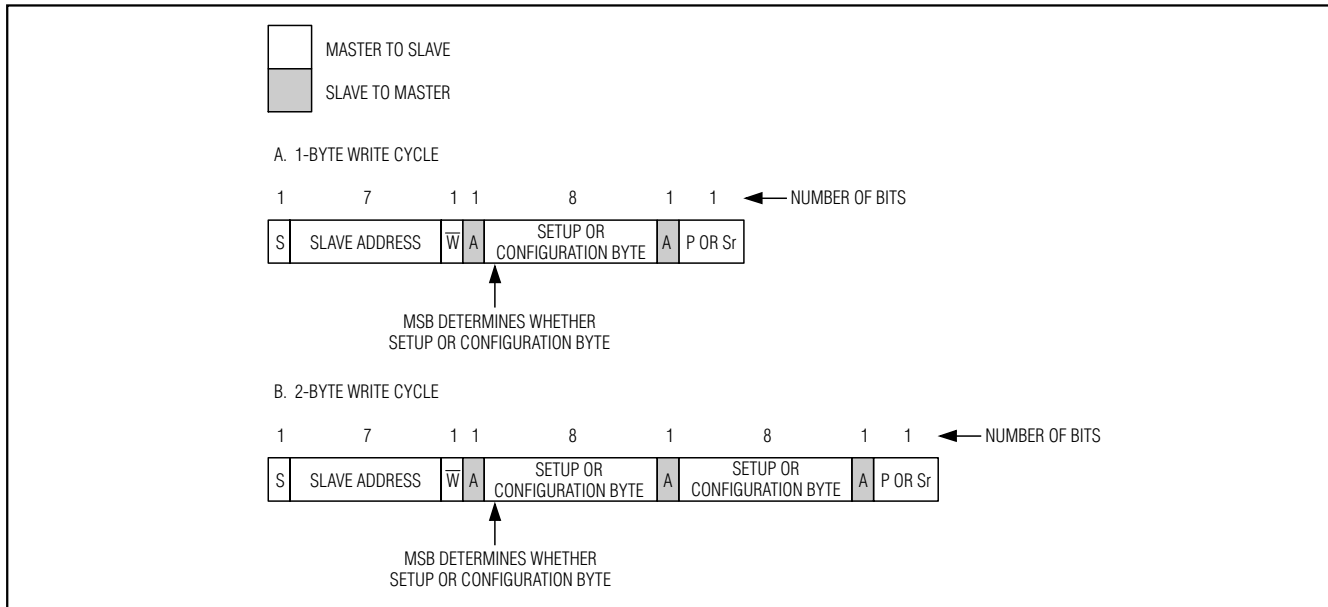 MASTER TO SLAVE
SLAVE TO MASTER
A. 1-BYTE WRITE CYCLE
1 7 1 1 8 1 1 NUMBER OF BITS
S SLAVE ADDRESS W̅ A SETUP OR CONFIGURATION BYTE A P OR Sr
MSB DETERMINES WHETHER
SETUP OR CONFIGURATION BYTE
B. 2-BYTE WRITE CYCLE
1 7 1 1 8 1 8 1 1 NUMBER OF BITS
S SLAVE ADDRESS W̅ A SETUP OR CONFIGURATION BYTE A SETUP OR CONFIGURATION BYTE A P OR Sr
MSB DETERMINES WHETHER
SETUP OR CONFIGURATION BYTE